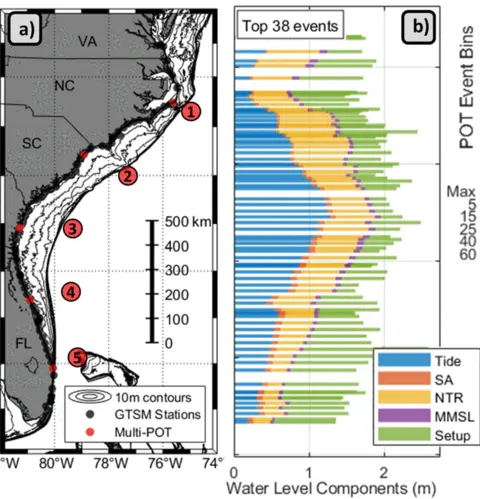 a)
VA
NC
SC
FL
1
2
3
4
5
500 km
400
300
200
100
0
10m contours
GTSM Stations
Multi-POT
°W 80°W 78°W 76°W 74°
Top 38 events
b)
POT Event Bins
Max
5
15
25
40
60
Tide
SA
NTR
MMSL
Setup
0 1 2
Water Level Components (m)